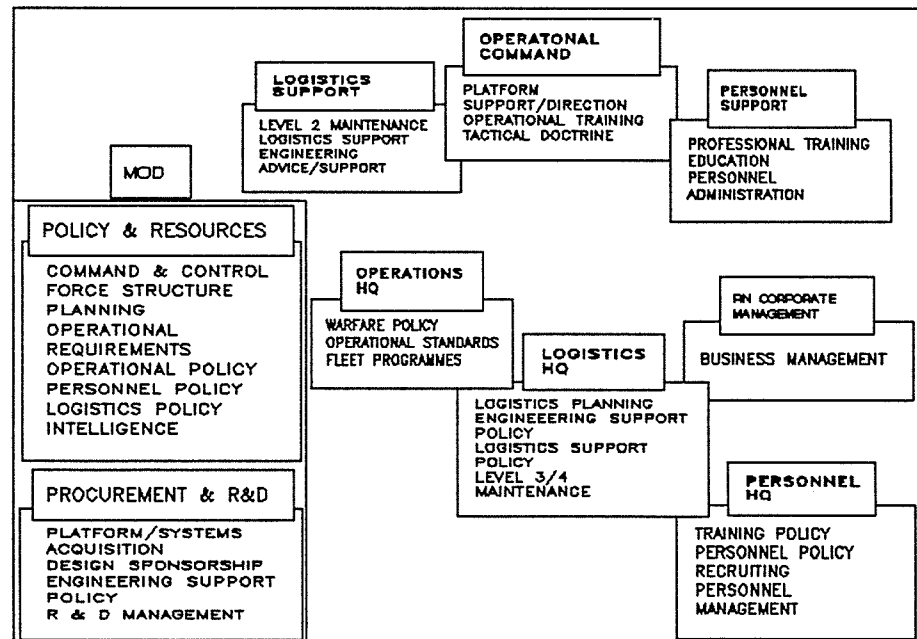 OPERATONAL
COMMAND
PLATFORM
SUPPORT/DIRECTION
OPERATIONAL TRAINING
TACTICAL DOCTRINE
LOGISTICS
SUPPORT
LEVEL 2 MAINTENANCE
LOGISTICS SUPPORT
ENGINEERING
ADVICE/SUPPORT
PERSONNEL
SUPPORT
PROFESSIONAL TRAINING
EDUCATION
PERSONNEL
ADMINISTRATION
MOD
POLICY & RESOURCES
COMMAND & CONTROL
FORCE STRUCTURE
PLANNING
OPERATIONAL
REQUIREMENTS
OPERATIONAL POLICY
PERSONNEL POLICY
LOGISTICS POLICY
INTELLIGENCE
PROCUREMENT & R&D
PLATFORM/SYSTEMS
ACQUISITION
DESIGN SPONSORSHIP
ENGINEERING SUPPORT
POLICY
R & D MANAGEMENT
OPERATIONS
HQ
WARFARE POLICY
OPERATIONAL STANDARDS
FLEET PROGRAMMES
LOGISTICS
HQ
LOGISTICS PLANNING
ENGINEEERING SUPPORT
POLICY
LOGISTICS SUPPORT
POLICY
LEVEL 3/4
MAINTENANCE
RN CORPORATE
MANAGEMENT
BUSINESS MANAGEMENT
PERSONNEL
HQ
TRAINING POLICY
PERSONNEL POLICY
RECRUITING
PERSONNEL
MANAGEMENT